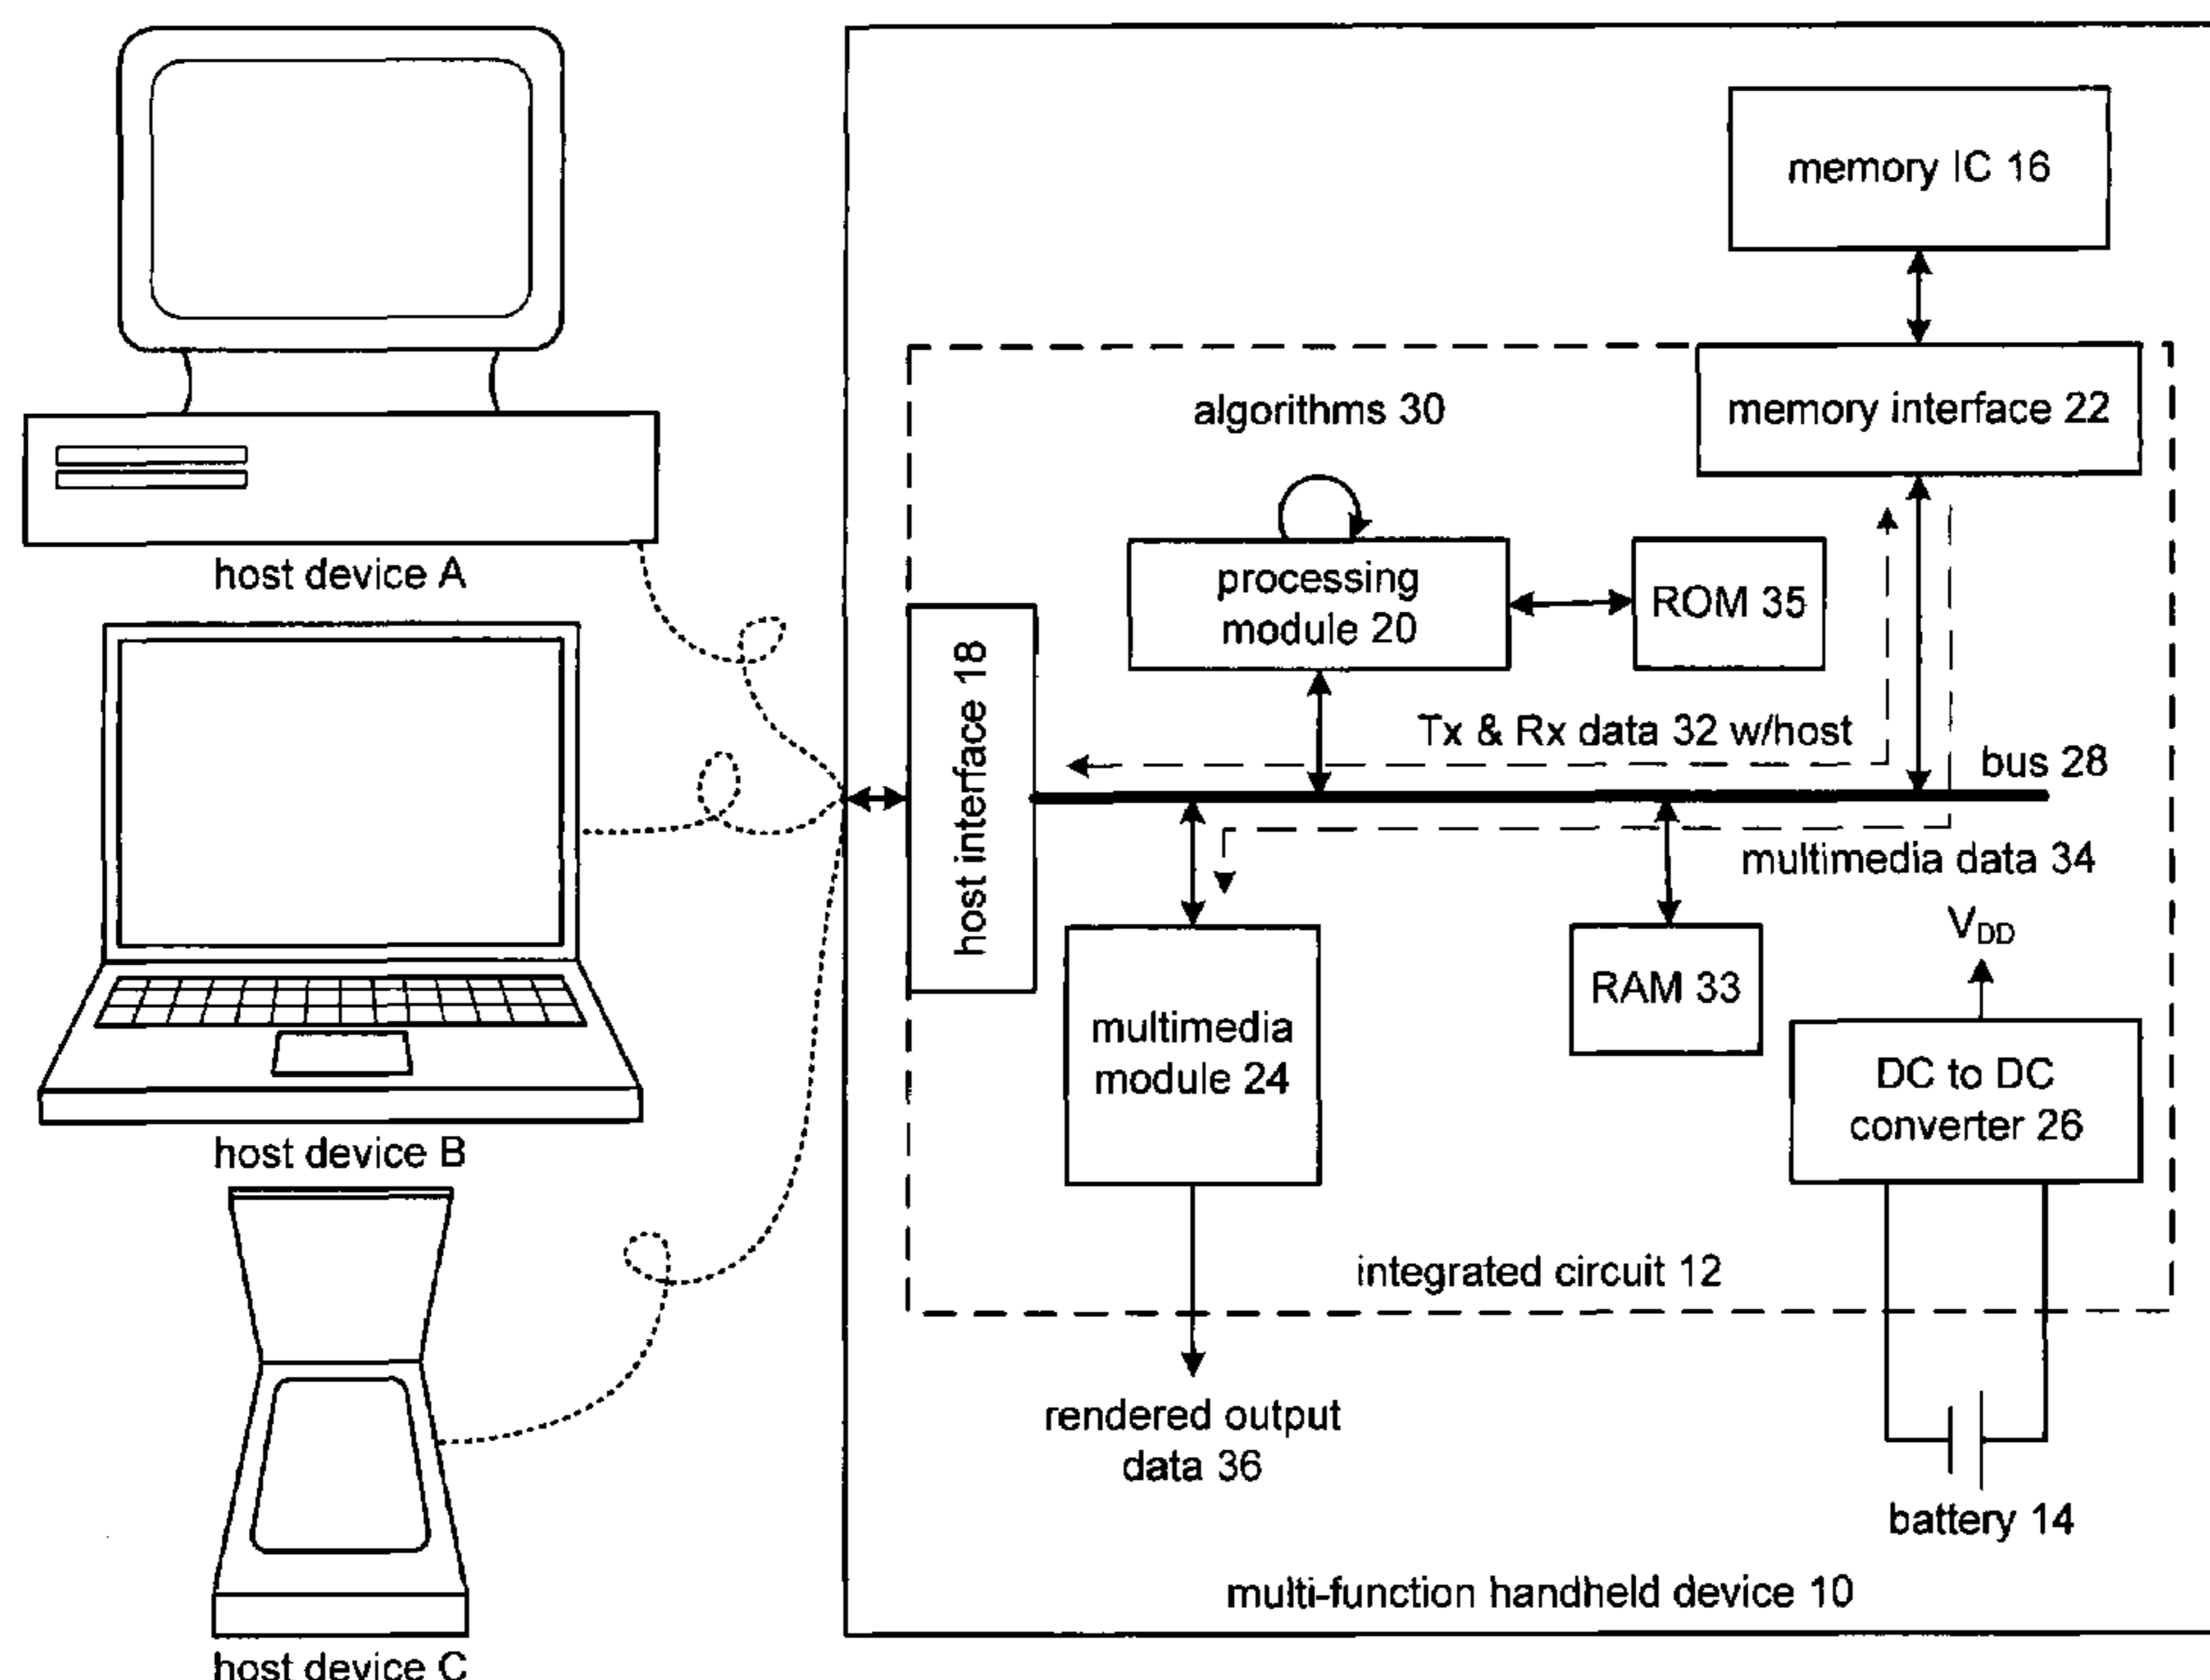 host device A
host device B
host device C
memory IC 16
memory interface 22
algorithms 30
processing
module 20
ROM 35
host interface 18
Tx & Rx data 32 w/host
bus 28
multimedia data 34
multimedia
module 24
RAM 33
VDD
DC to DC
converter 26
integrated circuit 12
rendered output
data 36
battery 14
multi-function handheld device 10